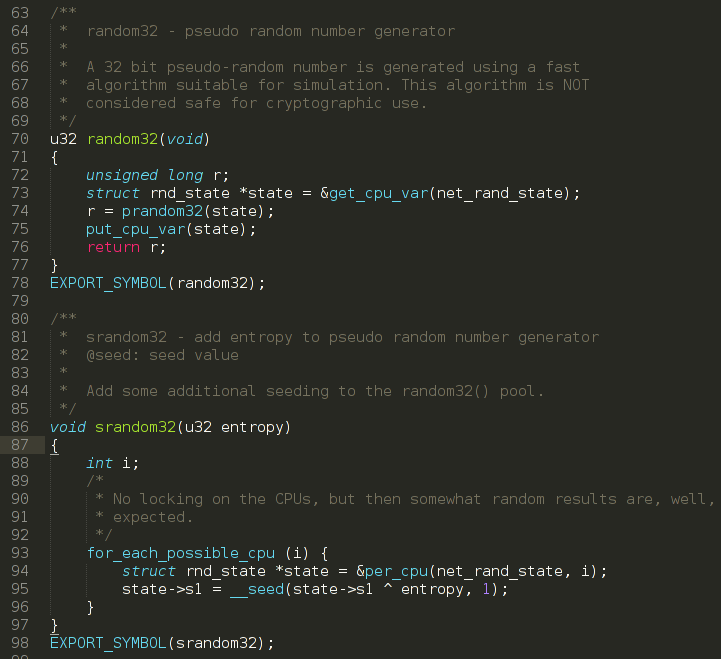 63 /**
64  *  random32 - pseudo random number generator
65  *
66  *  A 32 bit pseudo-random number is generated using a fast
67  *  algorithm suitable for simulation. This algorithm is NOT
68  *  considered safe for cryptographic use.
69  */
70 u32 random32(void)
71 {
72     unsigned long r;
73     struct rnd_state *state = &get_cpu_var(net_rand_state);
74     r = prandom32(state);
75     put_cpu_var(state);
76     return r;
77 }
78 EXPORT_SYMBOL(random32);
79
80 /**
81  *  srandom32 - add entropy to pseudo random number generator
82  *  @seed: seed value
83  *
84  *  Add some additional seeding to the random32() pool.
85  */
86 void srandom32(u32 entropy)
87 {
88     int i;
89     /*
90      * No locking on the CPUs, but then somewhat random results are, well,
91      * expected.
92      */
93     for_each_possible_cpu (i) {
94         struct rnd_state *state = &per_cpu(net_rand_state, i);
95         state->s1 = __seed(state->s1 ^ entropy, 1);
96     }
97 }
98 EXPORT_SYMBOL(srandom32);